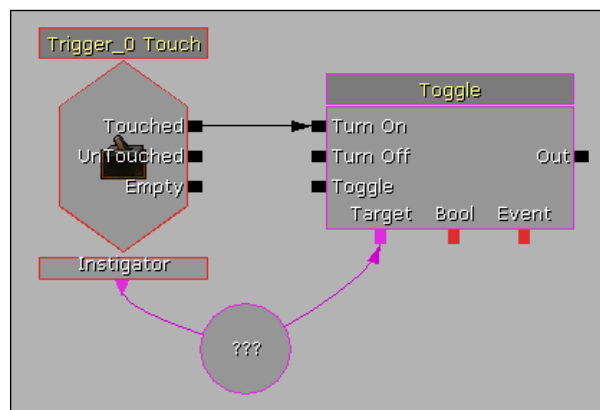 Trigger_0 Touch
Toggle
Touched
Turn On
UnTouched
Turn Off
Out
Empty
Toggle
Target Bool Event
Instigator
???